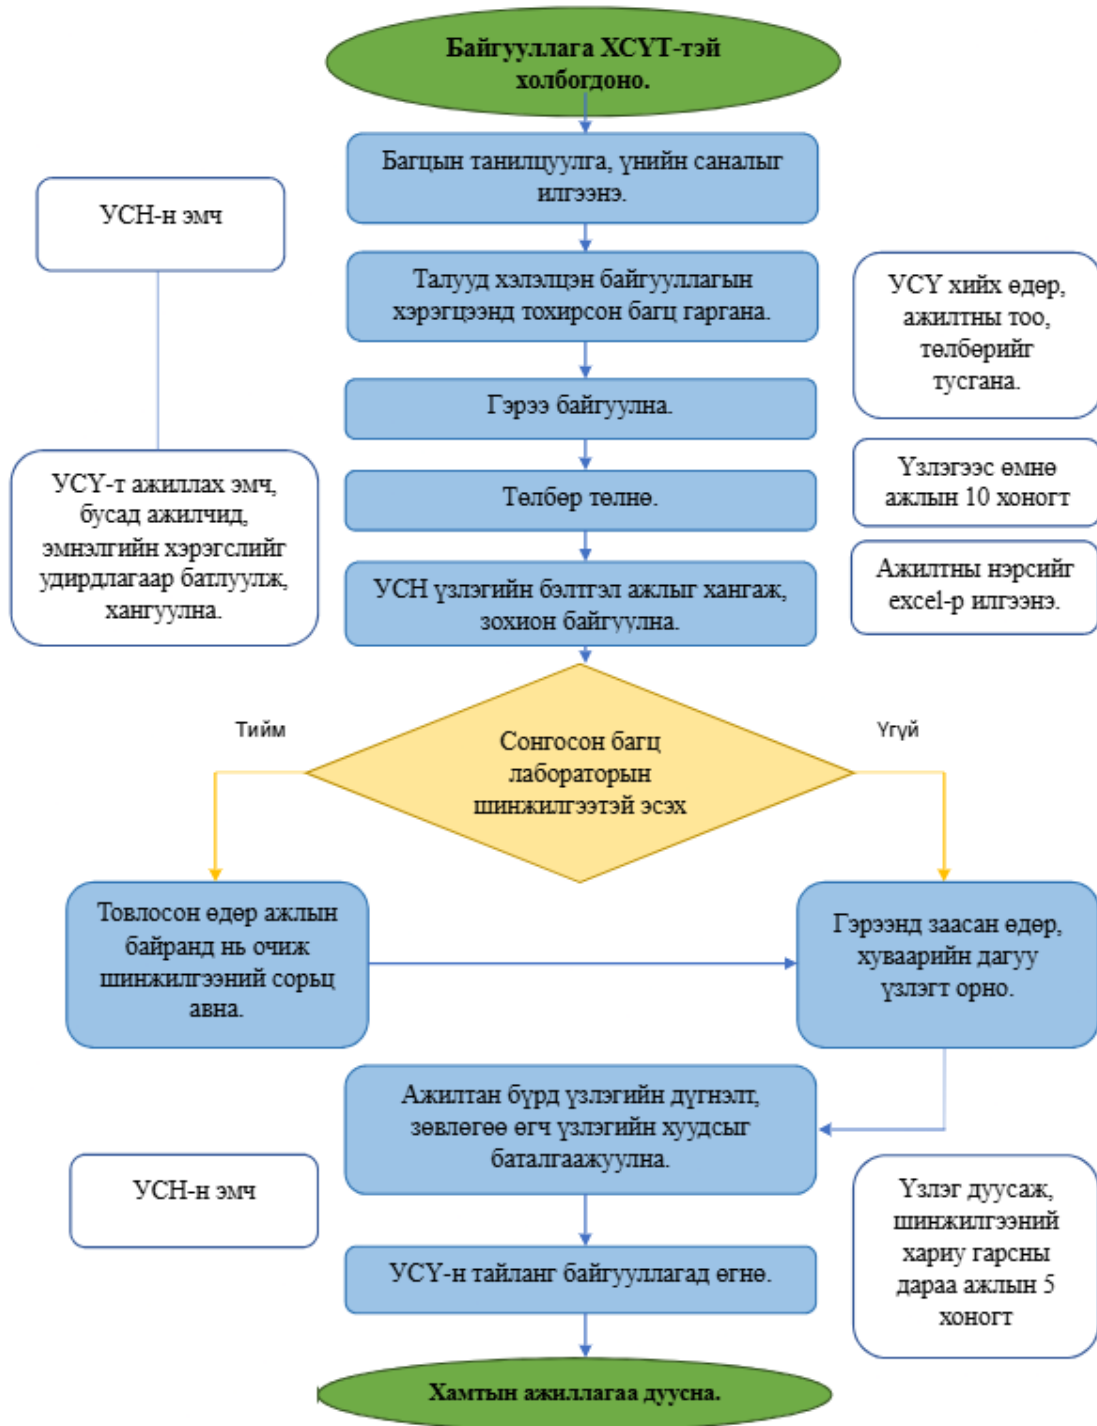 Байгууллага ХСҮТ-тэй
холбогдоно.
Багцын танилцуулга, үнийн саналыг
илгээнэ.
УСН-н эмч
Талууд хэлэлцэн байгууллагын
хэрэгцээнд тохирсон багц гаргана.
УСҮ хийх өдөр,
ажилтны тоо,
төлбөрийг
тусгана.
Гэрээ байгуулна.
Үзлэгээс өмнө
ажлын 10 хоногт
Төлбөр төлнө.
УСҮ-т ажиллах эмч,
бусад ажилчид,
эмнэлгийн хэрэгслийг
удирдлагаар батлуулж,
хангуулна.
Ажилтны нэрсийг
excel-р илгээнэ.
УСН үзлэгийн бэлтгэл ажлыг хангаж,
зохион байгуулна.
Тийм
Үгүй
Сонгосон багц
лабораторын
шинжилгээтэй эсэх
Товлосон өдөр ажлын
байранд нь очиж
шинжилгээний сорьц
авна.
Гэрээнд заасан өдөр,
хуваарийн дагуу
үзлэгт орно.
Ажилтан бүрд үзлэгийн дүгнэлт,
зөвлөгөө өгч үзлэгийн хуудсыг
баталгаажуулна.
УСН-н эмч
Үзлэг дуусаж,
шинжилгээний
хариу гарсны
дараа ажлын 5
хоногт
УСҮ-н тайланг байгууллагад өгнө.
Хамтын ажиллагаа дуусна.